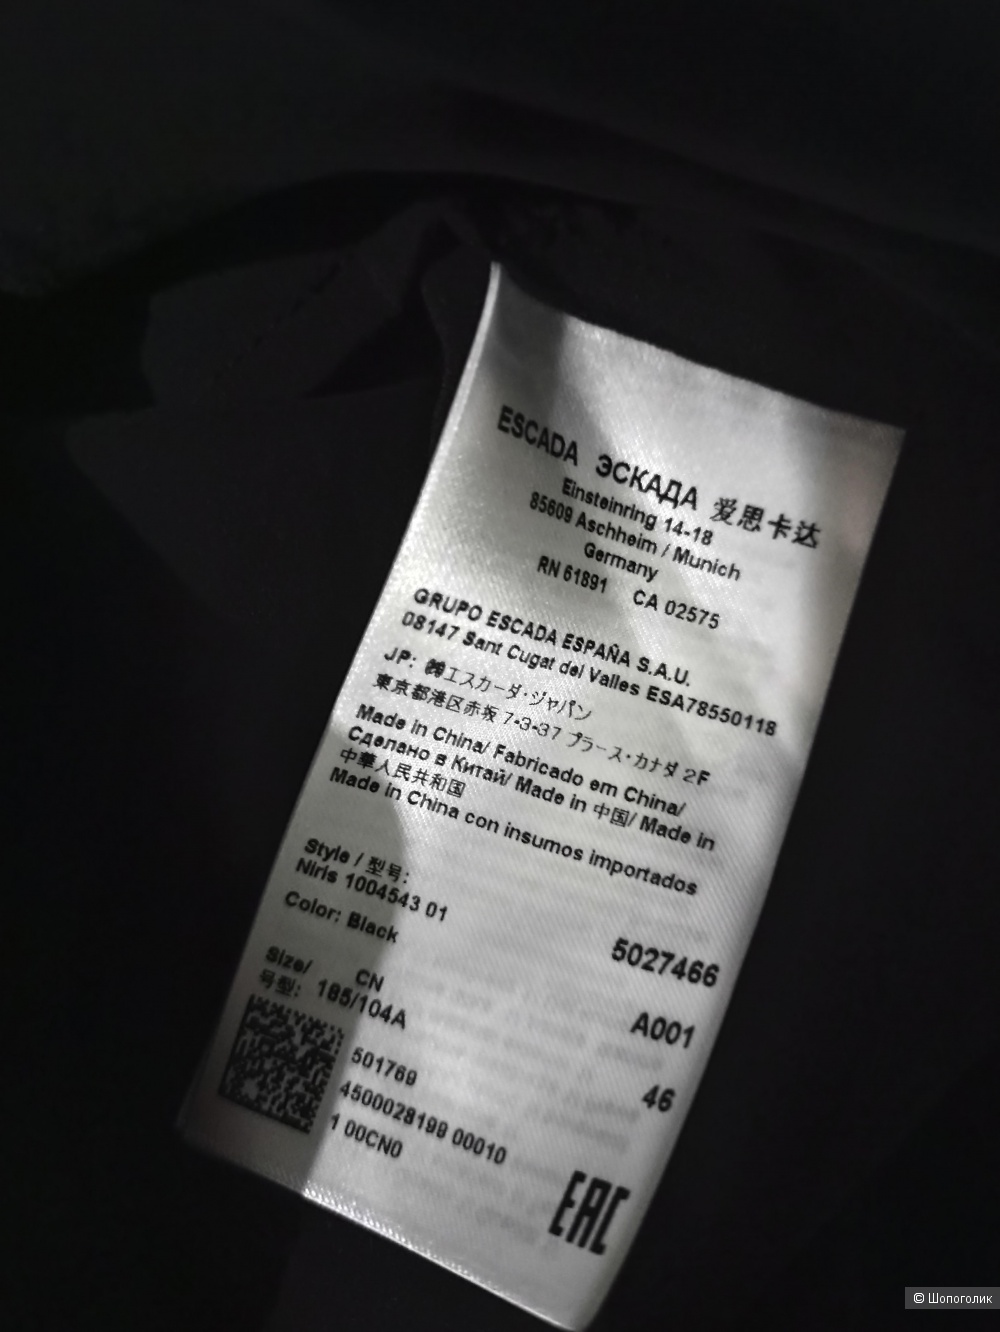 ESCADA ЭСКАДА 爱思卡达
Einsteinring 14-18
85609 Aschheim / Munich
Germany
RN 61891 CA 02575
GRUPO ESCADA ESPAÑA S.A.U.
08147 Sant Cugat del Valles ESA78550118
JP: ㈱エスカーダ・ジャパン
東京都港区赤坂 7-3-37 プラース・カナダ 2F
Made in China/ Fabricado em China/
Сделано в Китай/ Made in 中国/ Made in
中華人民共和国
Made in China con insumos importados
Style / 型号:
Niris 1004543 01
5027466
Color: Black
A001
Size/ CN
号型: 165/104A
46
501769
4500028199 00010
1 00CN0
EAC
© Шопоголик